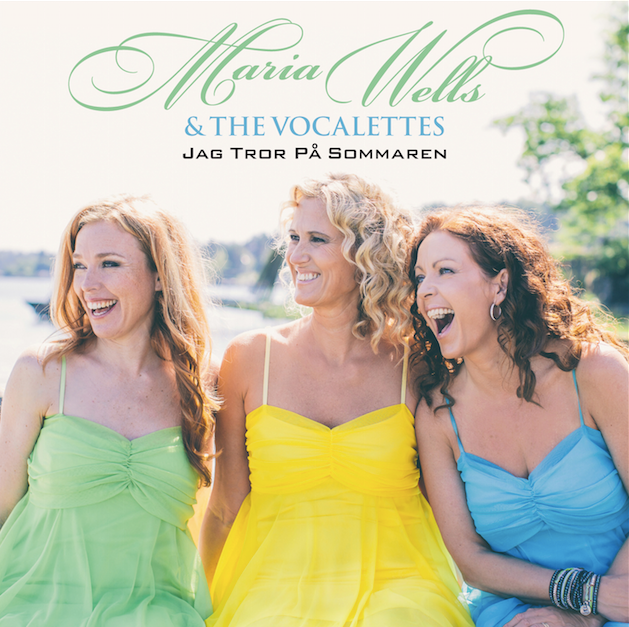 Maria Wells
& THE VOCALETTES
JAG TROR PÅ SOMMAREN